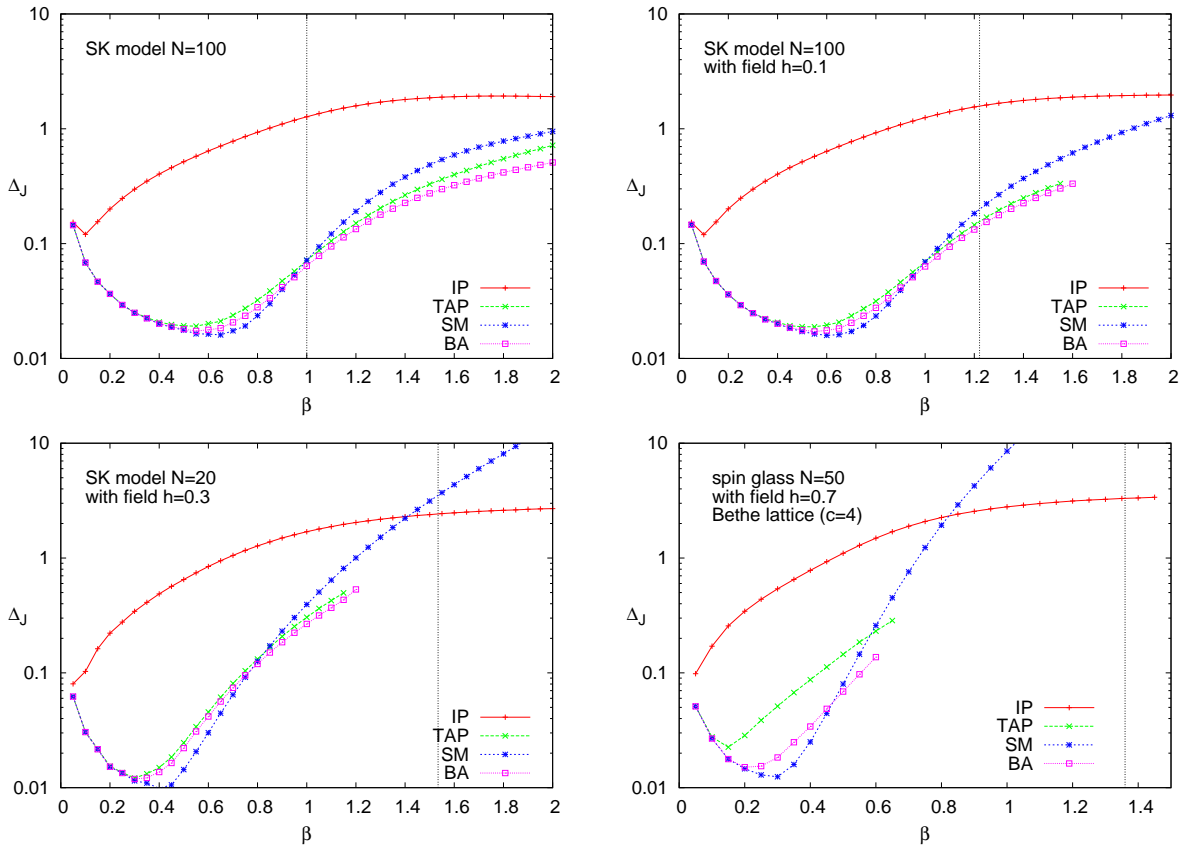 10
1
0.1
0.01
Δ_J
SK model N=100
IP
TAP
SM
BA
0 0.2 0.4 0.6 0.8 1 1.2 1.4 1.6 1.8 2
β
10
1
0.1
0.01
Δ_J
SK model N=100
with field h=0.1
IP
TAP
SM
BA
0 0.2 0.4 0.6 0.8 1 1.2 1.4 1.6 1.8 2
β
10
1
0.1
0.01
Δ_J
SK model N=20
with field h=0.3
IP
TAP
SM
BA
0 0.2 0.4 0.6 0.8 1 1.2 1.4 1.6 1.8 2
β
10
1
0.1
0.01
Δ_J
spin glass N=50
with field h=0.7
Bethe lattice (c=4)
IP
TAP
SM
BA
0 0.2 0.4 0.6 0.8 1 1.2 1.4
β